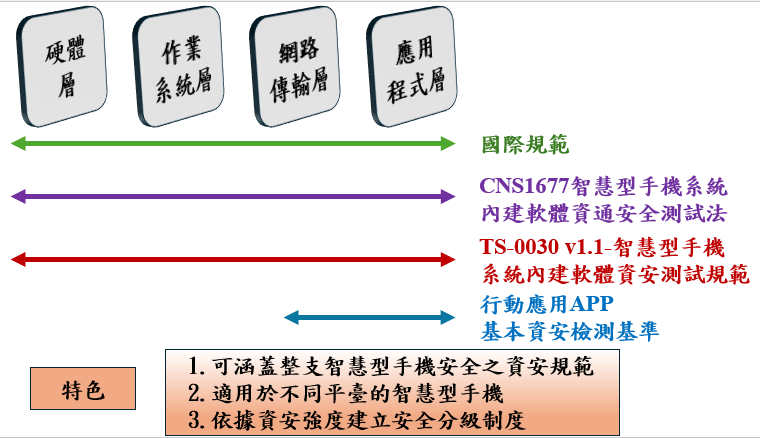 硬體
層
作業
系統層
網路
傳輸層
應用
程式層
國際規範
CNS1677智慧型手機系統
內建軟體資通安全測試法
TS-0030 v1.1-智慧型手機
系統內建軟體資安測試規範
行動應用APP
基本資安檢測基準
特色
1. 可涵蓋整支智慧型手機安全之資安規範
2. 適用於不同平臺的智慧型手機
3. 依據資安強度建立安全分級制度